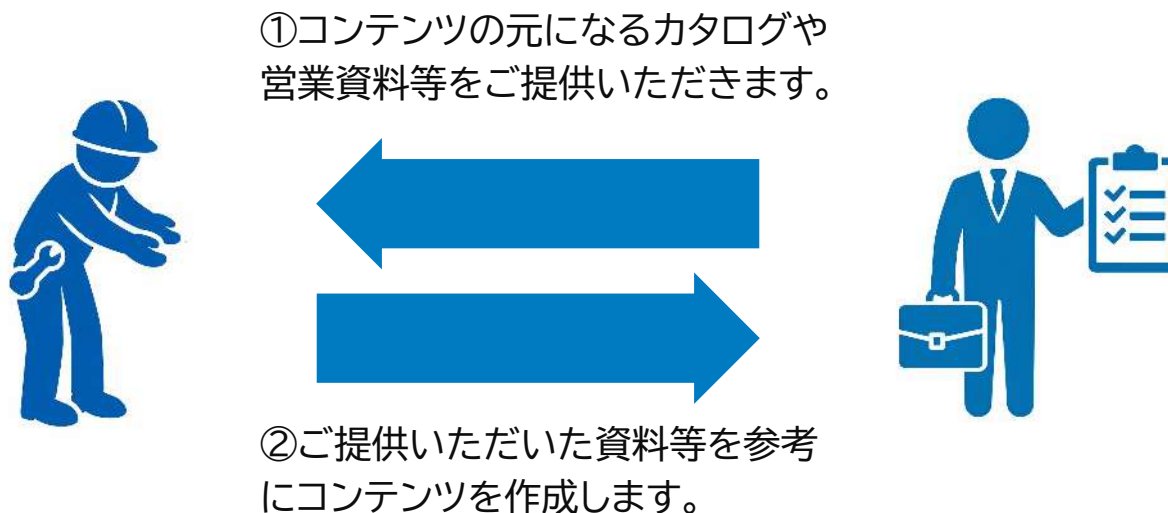 ①コンテンツの元になるカタログや
営業資料等をご提供いただきます。
②ご提供いただいた資料等を参考
にコンテンツを作成します。